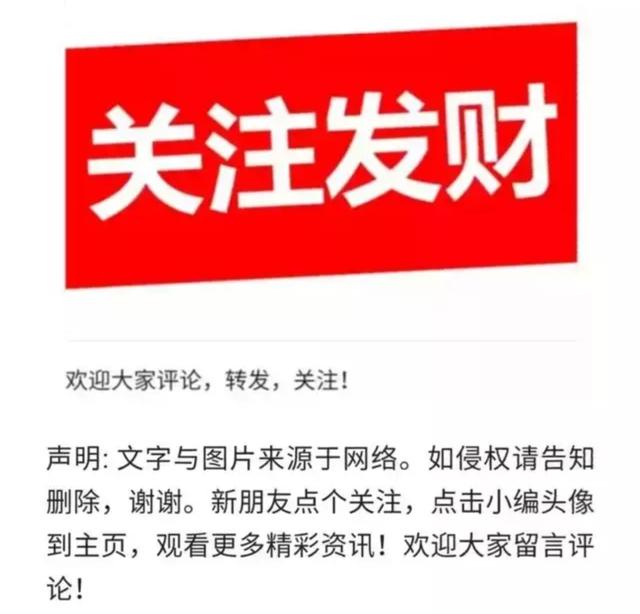 关注发财
欢迎大家评论，转发，关注！
声明: 文字与图片来源于网络。如侵权请告知
删除，谢谢。新朋友点个关注，点击小编头像
到主页，观看更多精彩资讯！欢迎大家留言评
论！